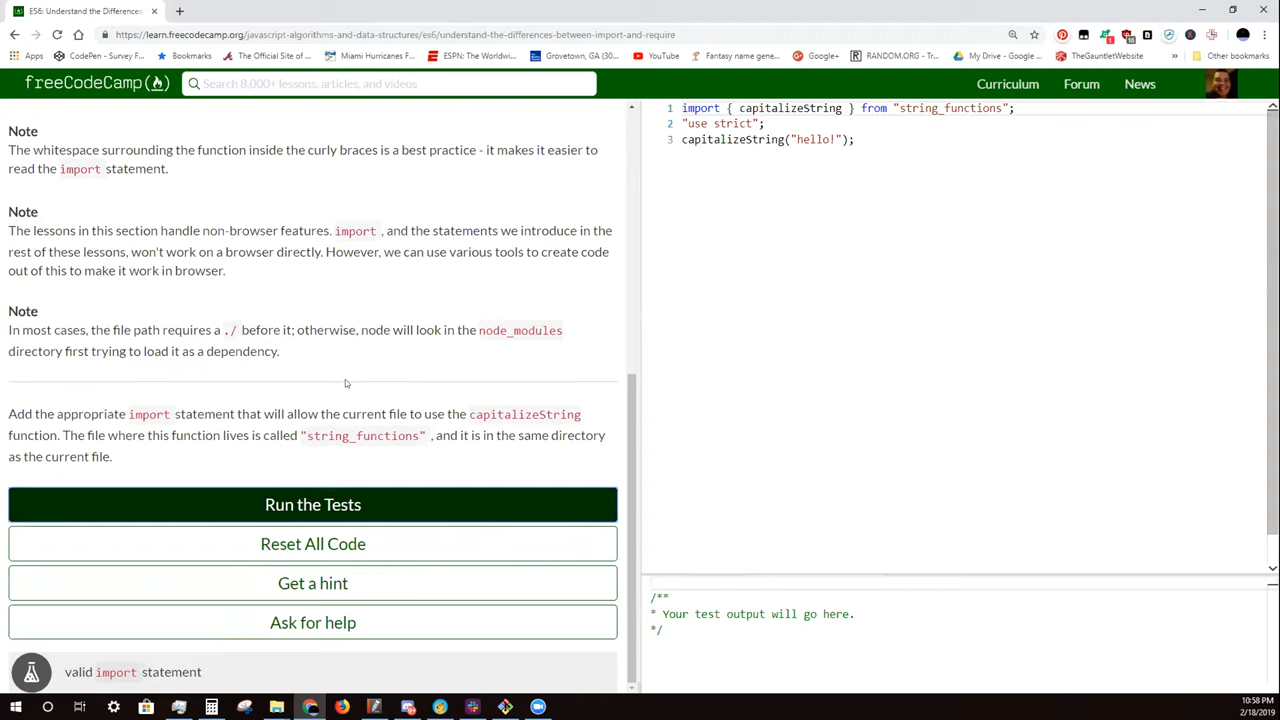 ES6: Understand the Differences
https://learn.freecodecamp.org/javascript-algorithms-and-data-structures/es6/understand-the-differences-between-import-and-require
Apps CodePen - Survey F... Bookmarks The Official Site of... Miami Hurricanes F... ESPN: The Worldwi... Grovetown, GA (30... YouTube Fantasy name gene... Google+ RANDOM.ORG - Tr... My Drive - Google ... TheGauntletWebsite » Other bookmarks
freeCodeCamp Search 8,000+ lessons, articles, and videos Curriculum Forum News
Note
The whitespace surrounding the function inside the curly braces is a best practice - it makes it easier to
read the import statement.
Note
The lessons in this section handle non-browser features. import , and the statements we introduce in the
rest of these lessons, won't work on a browser directly. However, we can use various tools to create code
out of this to make it work in browser.
Note
In most cases, the file path requires a ./ before it; otherwise, node will look in the node_modules
directory first trying to load it as a dependency.
Add the appropriate import statement that will allow the current file to use the capitalizeString
function. The file where this function lives is called "string_functions" , and it is in the same directory
as the current file.
Run the Tests
Reset All Code
Get a hint
Ask for help
valid import statement
1 import { capitalizeString } from "string_functions";
2 "use strict";
3 capitalizeString("hello!");
/**
* Your test output will go here.
*/
10:58 PM
2/18/2019